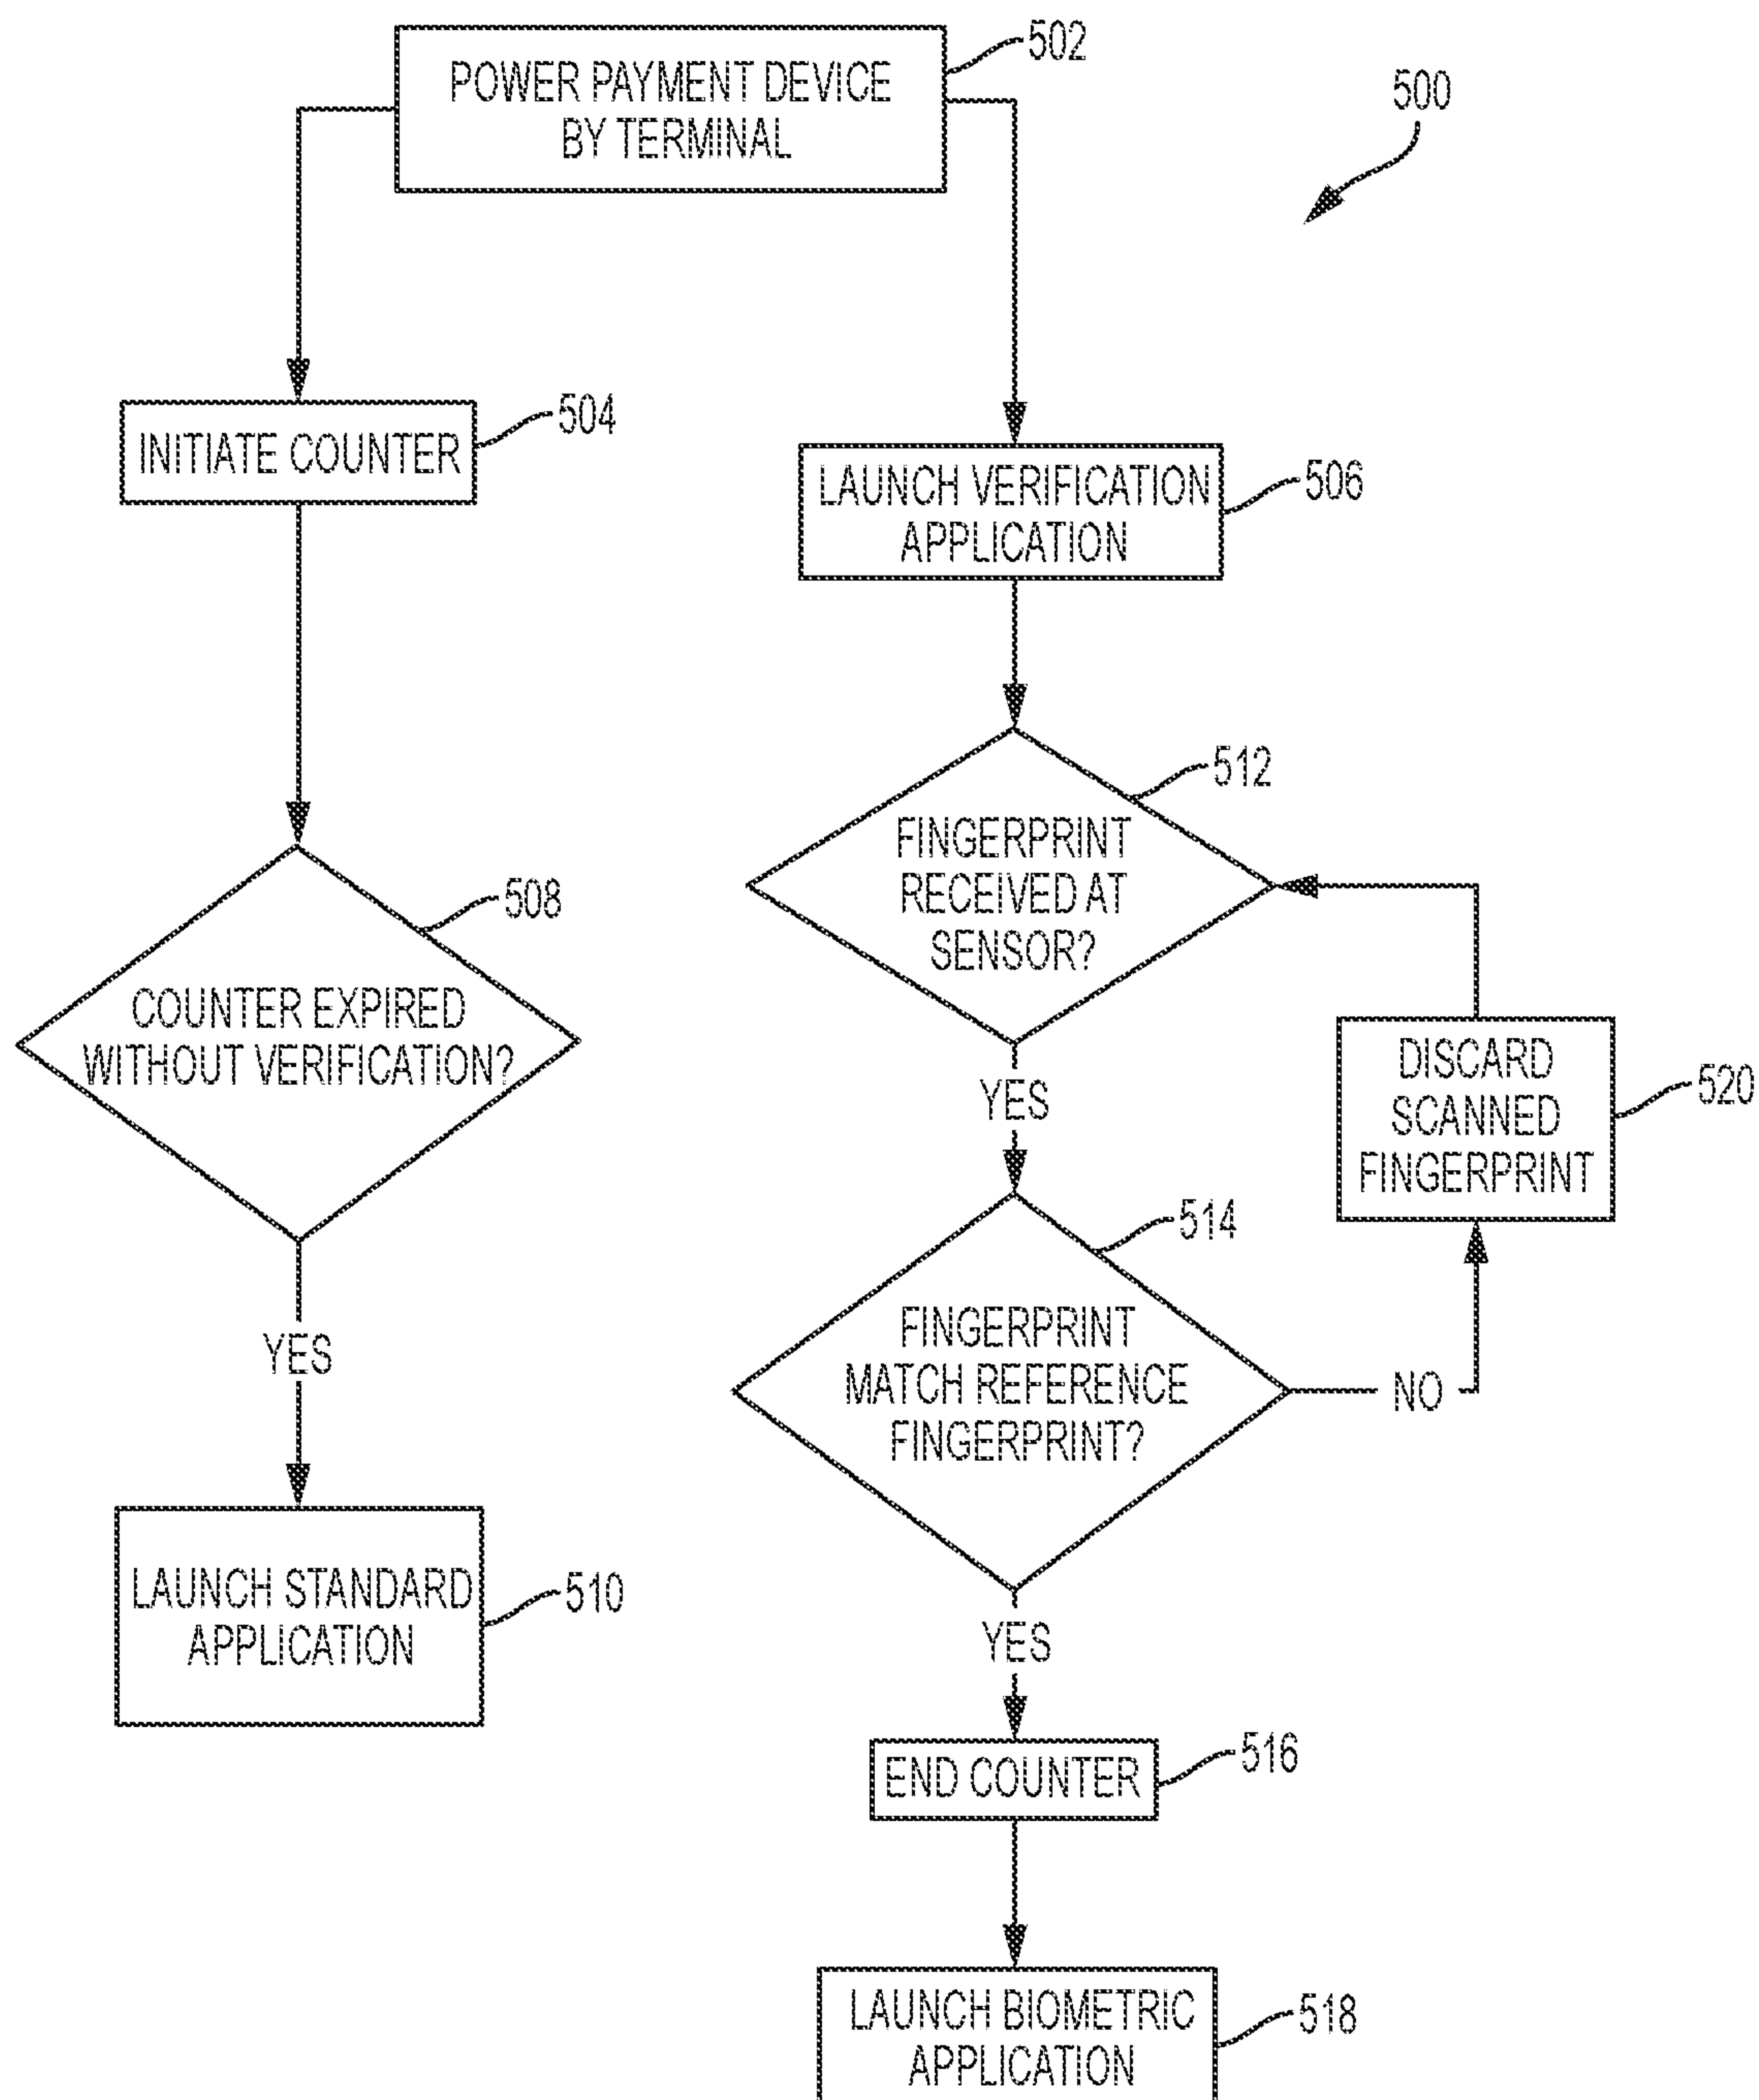 POWER PAYMENT DEVICE
BY TERMINAL
502
500
INITIATE COUNTER
504
LAUNCH VERIFICATION
APPLICATION
506
FINGERPRINT
RECEIVED AT
SENSOR?
512
COUNTER EXPIRED
WITHOUT VERIFICATION?
508
DISCARD
SCANNED
FINGERPRINT
520
YES
FINGERPRINT
MATCH REFERENCE
FINGERPRINT?
514
NO
YES
LAUNCH STANDARD
APPLICATION
510
YES
END COUNTER
516
LAUNCH BIOMETRIC
APPLICATION
518